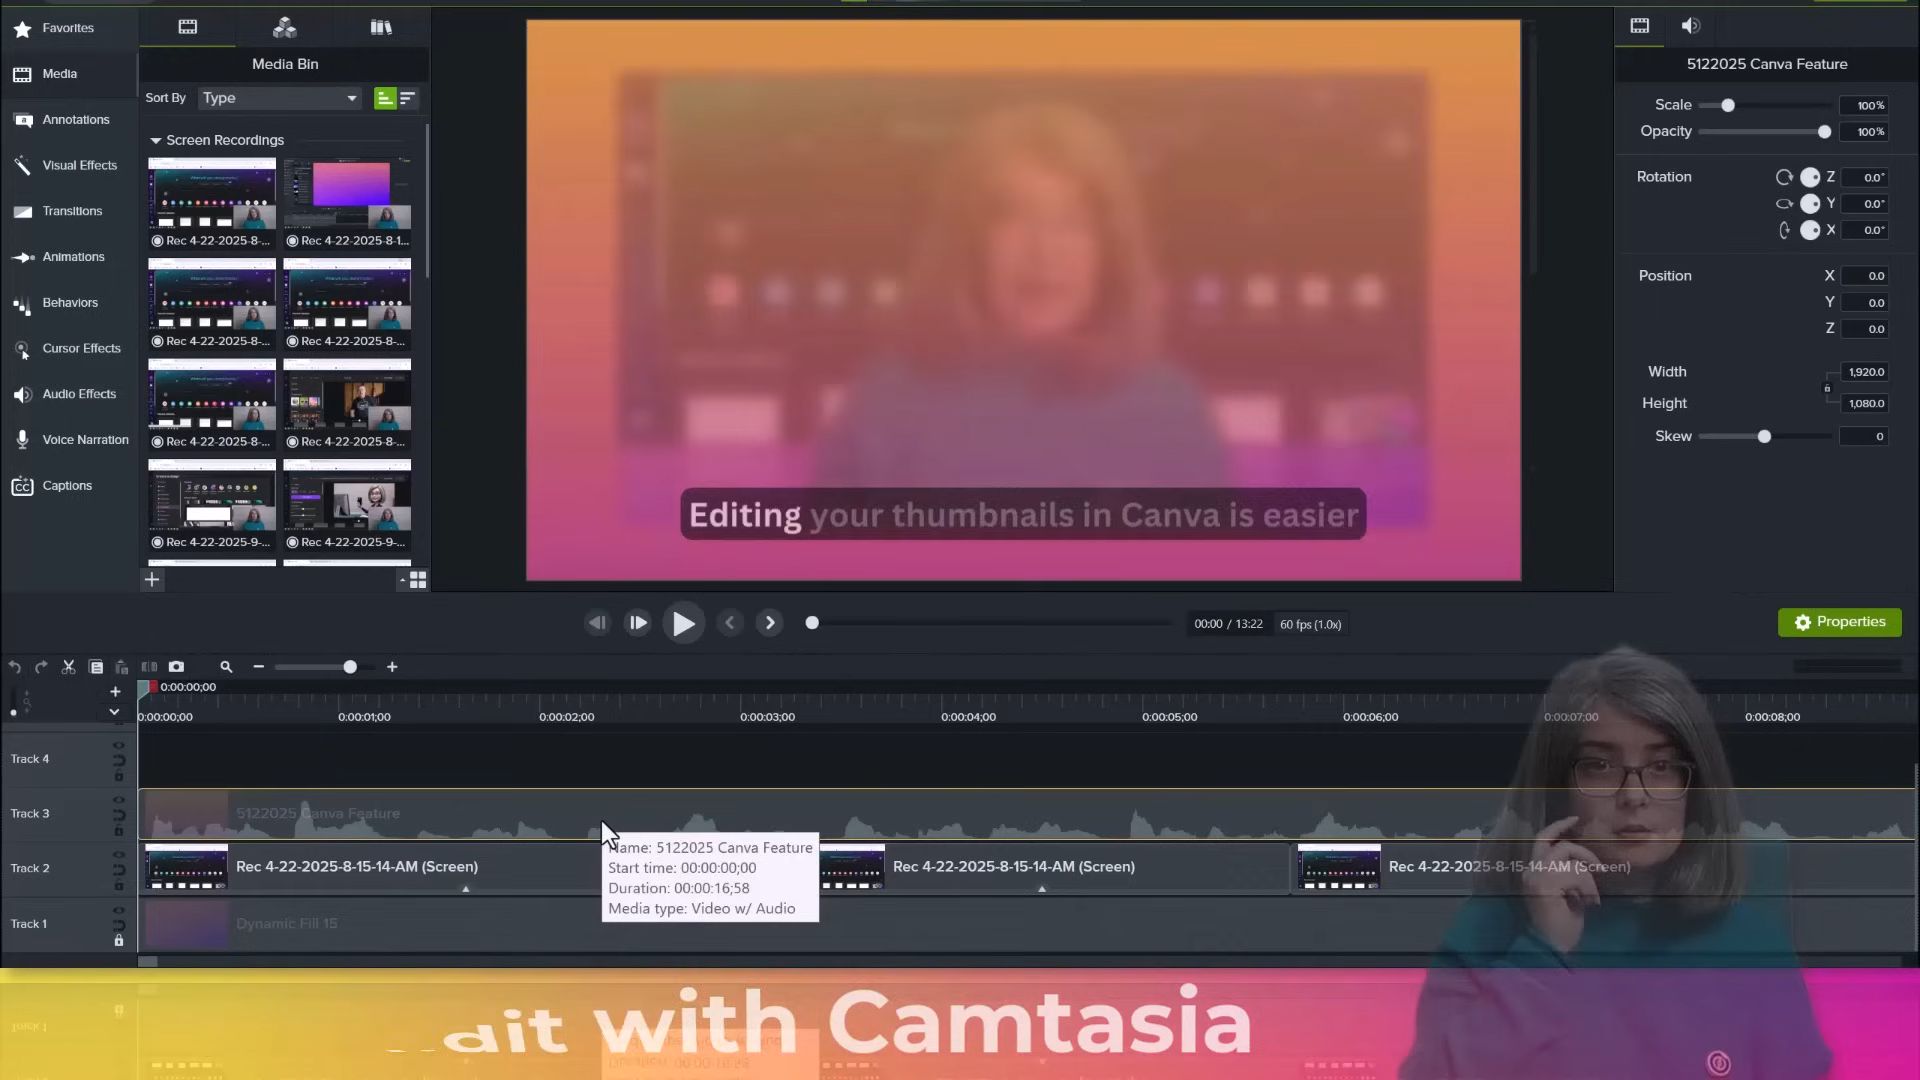 Favorites
Media
Annotations
Visual Effects
Transitions
Animations
Behaviors
Cursor Effects
Audio Effects
Voice Narration
CC Captions
Media Bin
Sort By Type
Screen Recordings
Rec 4-22-2025-8-... Rec 4-22-2025-8-1...
Rec 4-22-2025-8-... Rec 4-22-2025-8-...
Rec 4-22-2025-8-... Rec 4-22-2025-8-...
Rec 4-22-2025-9-... Rec 4-22-2025-9-...
Editing your thumbnails in Canva is easier
5122025 Canva Feature
Scale 100%
Opacity 100%
Rotation Z 0.0°
Y 0.0°
X 0.0°
Position X 0.0
Y 0.0
Z 0.0
Width 1,920.0
Height 1,080.0
Skew 0
00:00 / 13:22 60 fps (1.0x)
Properties
0:00:00;00
0:00:00;00 0:00:01;00 0:00:02;00 0:00:03;00 0:00:04;00 0:00:05;00 0:00:06;00 0:00:07;00 0:00:08;00
Track 4
Track 3 5122025 Canva Feature
Track 2 Rec 4-22-2025-8-15-14-AM (Screen) Rec 4-22-2025-8-15-14-AM (Screen) Rec 4-22-2025-8-15-14-AM (Screen)
Name: 5122025 Canva Feature
Start time: 00:00:00;00
Duration: 00:00:16;58
Media type: Video w/ Audio
Track 1 Dynamic Fill 15
with Camtasia